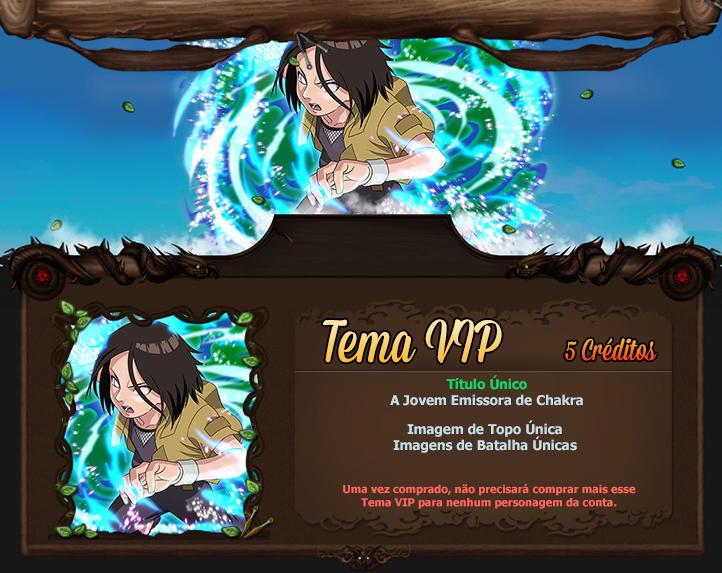 Tema VIP
5 Créditos
Título Único
A Jovem Emissora de Chakra
Imagem de Topo Única
Imagens de Batalha Únicas
Uma vez comprado, não precisará comprar mais esse
Tema VIP para nenhum personagem da conta.